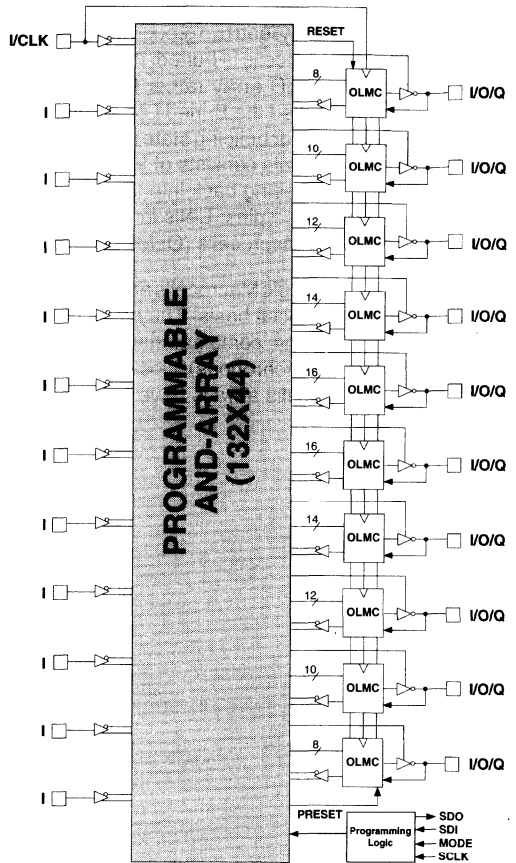 RESET
I/CLK
8
OLMC
I/O/Q
I
10
OLMC
I/O/Q
I
12
OLMC
I/O/Q
I
14
OLMC
I/O/Q
I
16
OLMC
I/O/Q
I
16
OLMC
I/O/Q
I
14
OLMC
I/O/Q
I
12
OLMC
I/O/Q
I
10
OLMC
I/O/Q
I
8
OLMC
I/O/Q
I
I
PROGRAMMABLE
AND-ARRAY
(132X44)
PRESET
Programming
Logic
SDO
SDI
MODE
SCLK